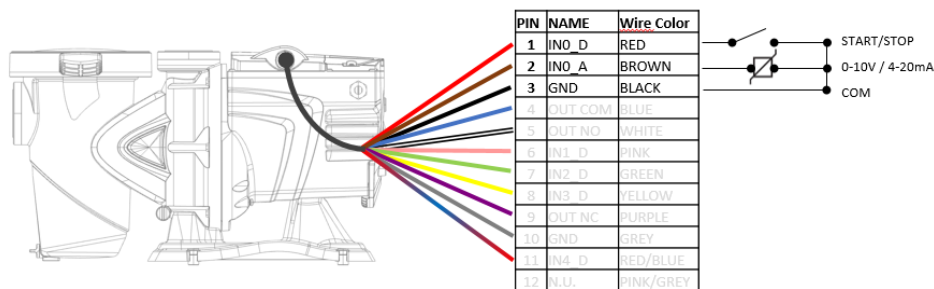 PIN NAME Wire Color
1 IN0_D RED
2 IN0_A BROWN
3 GND BLACK
4 OUT COM BLUE
5 OUT NO WHITE
6 IN1_D PINK
7 IN2_D GREEN
8 IN3_D YELLOW
9 OUT NC PURPLE
10 GND GREY
11 IN4_D RED/BLUE
12 N.U. PINK/GREY
START/STOP
0-10V / 4-20mA
COM